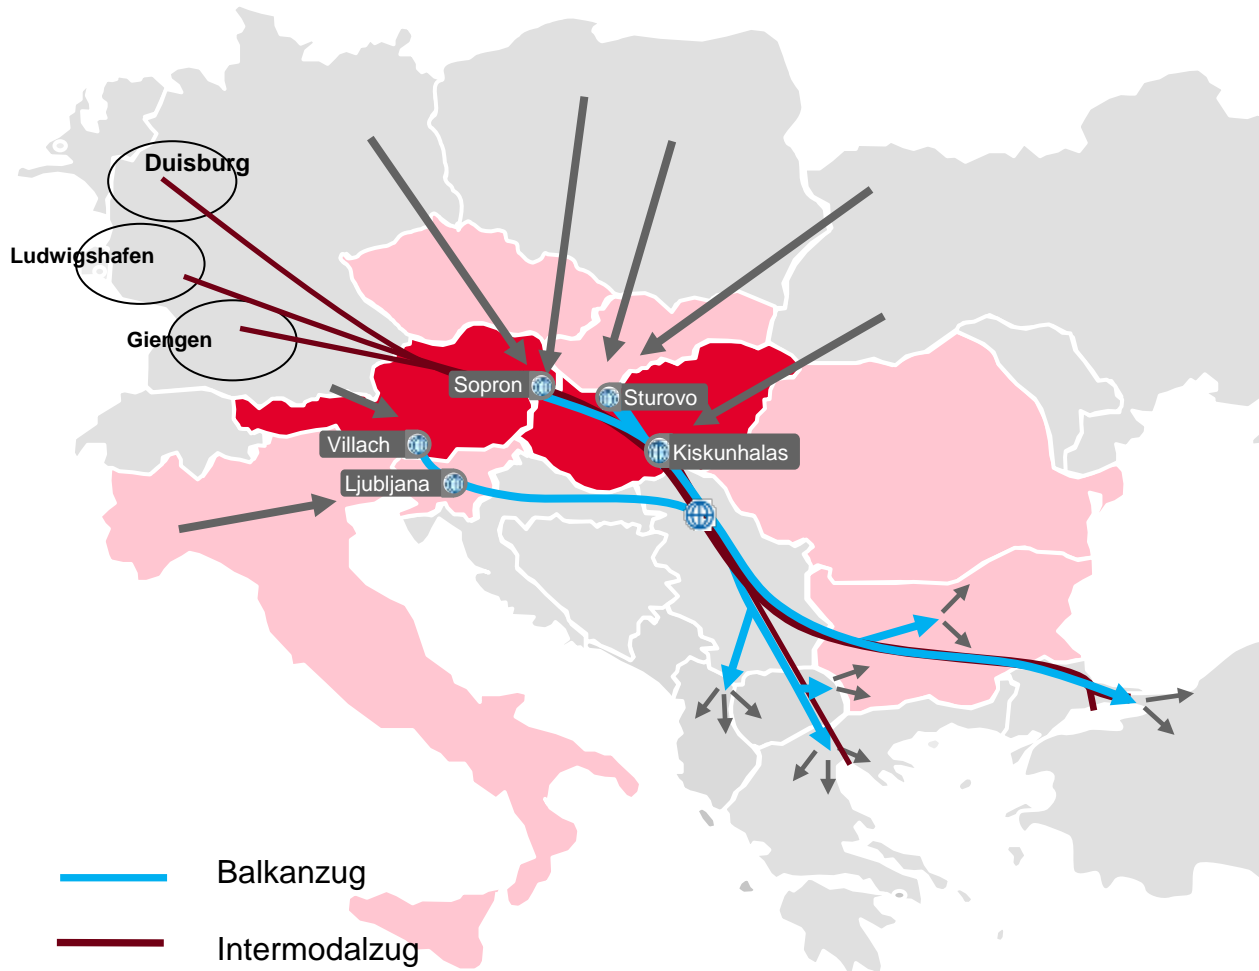 Duisburg
Ludwigshafen
Giengen
Sopron
Sturovo
Villach
Kiskunhalas
Ljubljana
Balkanzug
Intermodalzug